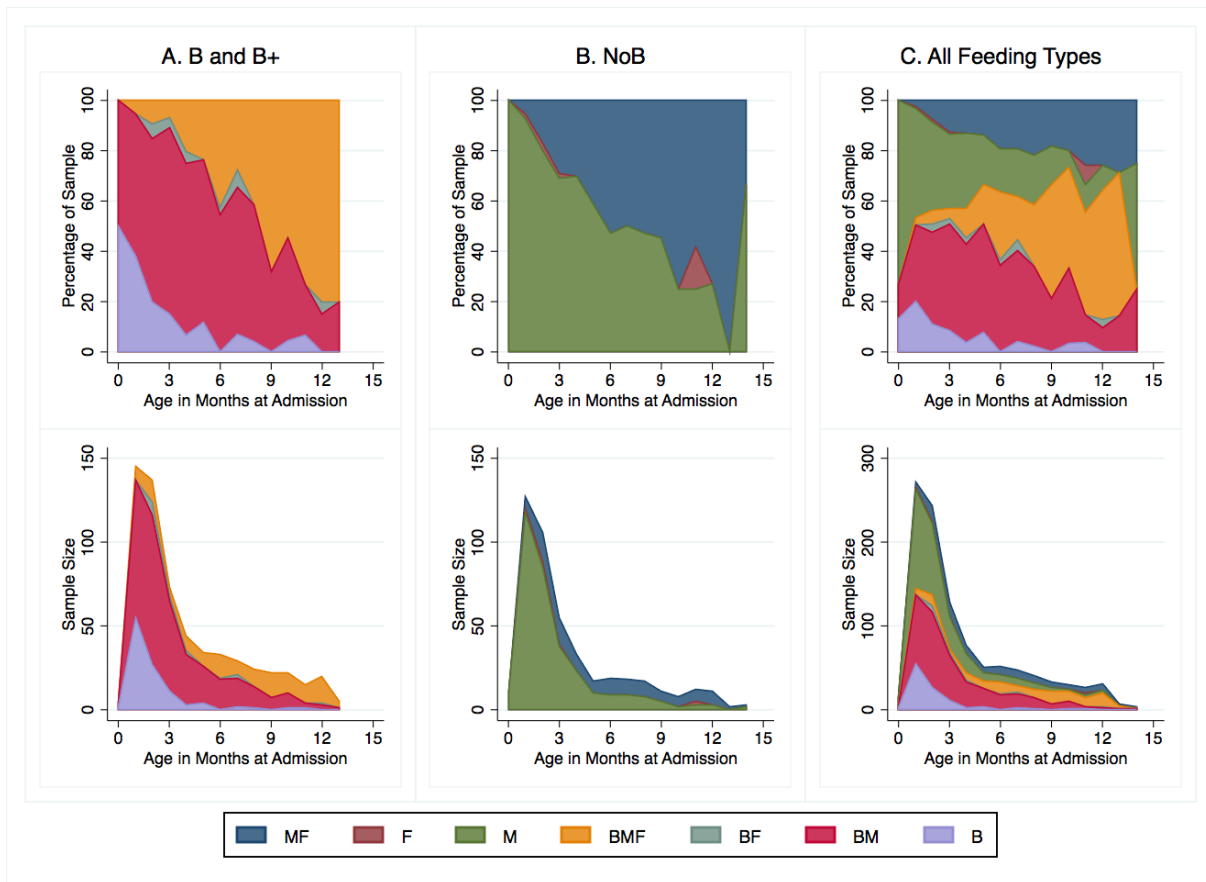 A. B and B+
B. NoB
C. All Feeding Types
Percentage of Sample
0 20 40 60 80 100
0 3 6 9 12 15
Age in Months at Admission
Percentage of Sample
0 20 40 60 80 100
0 3 6 9 12 15
Age in Months at Admission
Percentage of Sample
0 20 40 60 80 100
0 3 6 9 12 15
Age in Months at Admission
Sample Size
0 50 100 150
0 3 6 9 12 15
Age in Months at Admission
Sample Size
0 50 100 150
0 3 6 9 12 15
Age in Months at Admission
Sample Size
0 100 200 300
0 3 6 9 12 15
Age in Months at Admission
MF F M BMF BF BM B